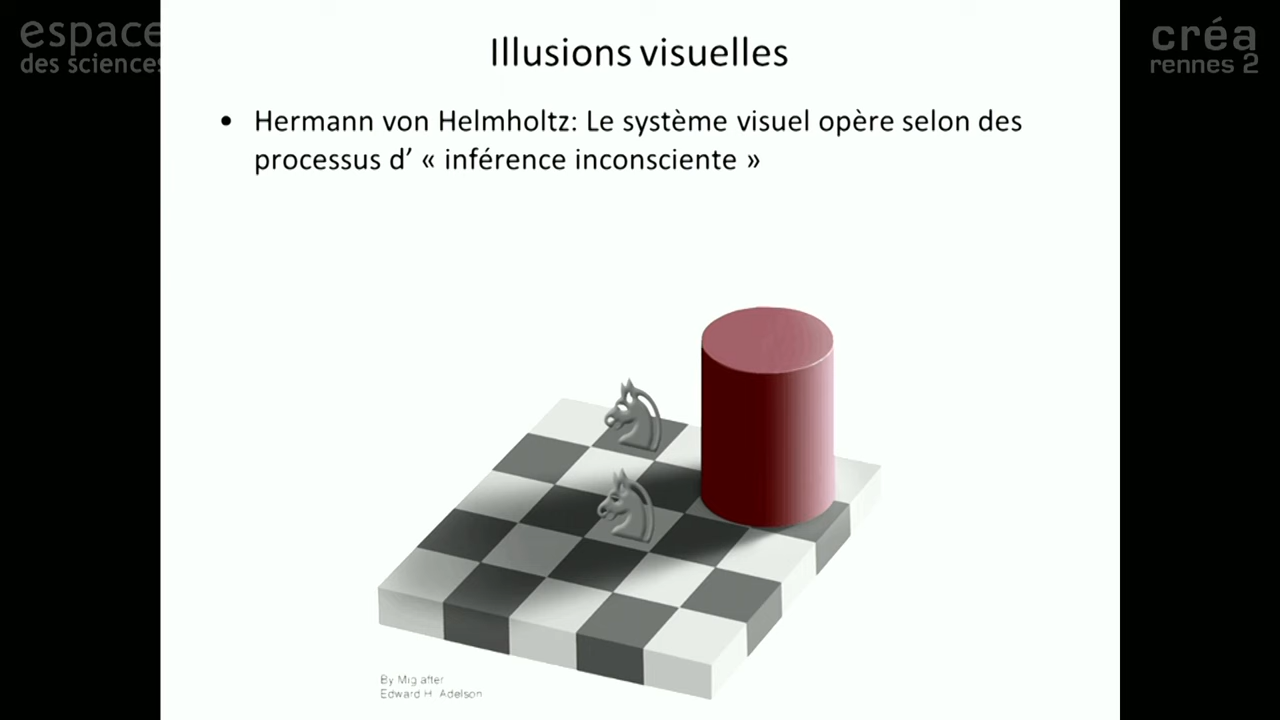 espace
des sciences
créa
rennes 2
Illusions visuelles
• Hermann von Helmholtz: Le système visuel opère selon des
processus d’ « inférence inconsciente »
By Mig after
Edward H. Adelson